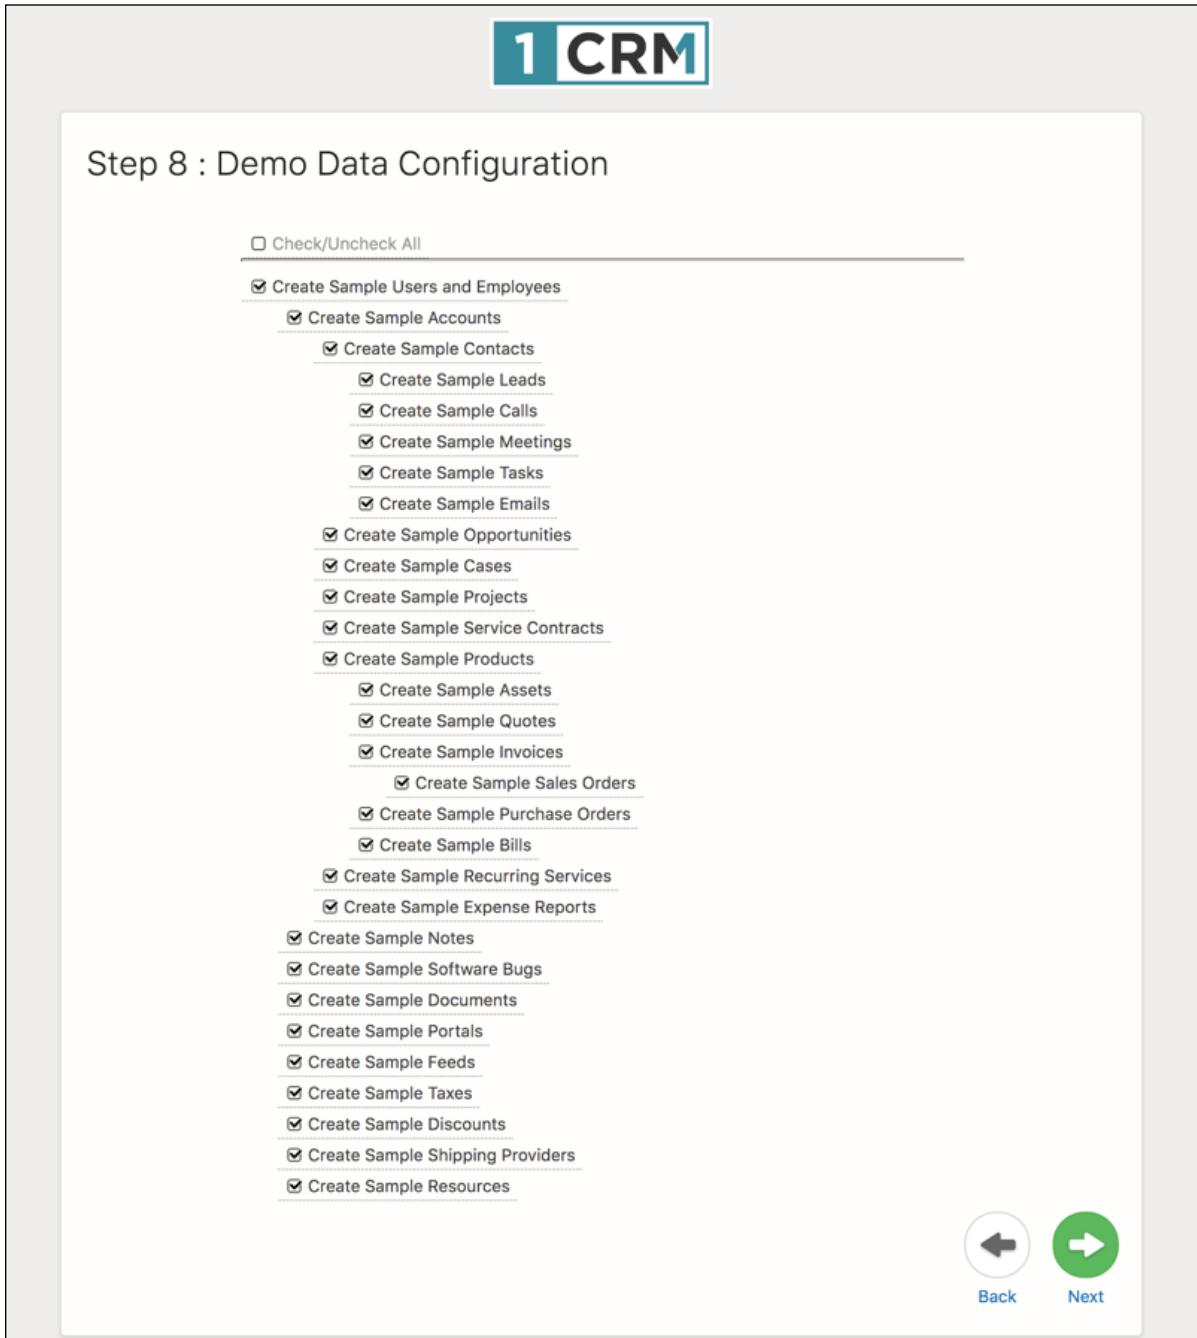 1 CRM
Step 8 : Demo Data Configuration
Check/Uncheck All
Create Sample Users and Employees
Create Sample Accounts
Create Sample Contacts
Create Sample Leads
Create Sample Calls
Create Sample Meetings
Create Sample Tasks
Create Sample Emails
Create Sample Opportunities
Create Sample Cases
Create Sample Projects
Create Sample Service Contracts
Create Sample Products
Create Sample Assets
Create Sample Quotes
Create Sample Invoices
Create Sample Sales Orders
Create Sample Purchase Orders
Create Sample Bills
Create Sample Recurring Services
Create Sample Expense Reports
Create Sample Notes
Create Sample Software Bugs
Create Sample Documents
Create Sample Portals
Create Sample Feeds
Create Sample Taxes
Create Sample Discounts
Create Sample Shipping Providers
Create Sample Resources
Back Next